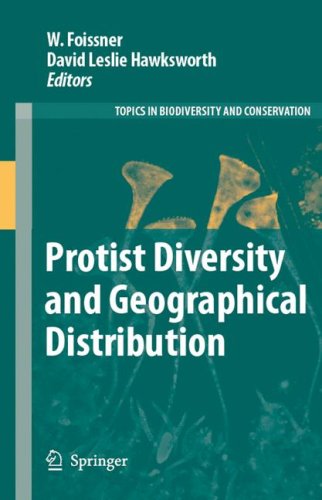 W. Foissner
David Leslie Hawksworth
Editors
TOPICS IN BIODIVERSITY AND CONSERVATION
Protist Diversity
and Geographical
Distribution
Springer